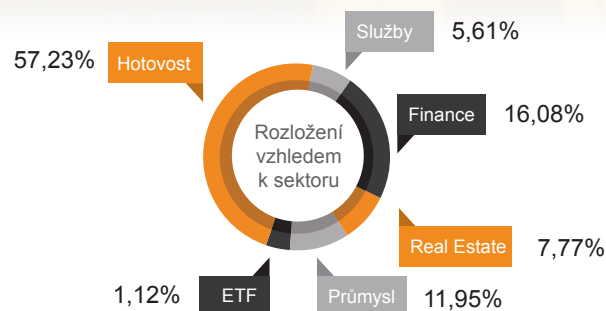 Služby 5,61%
57,23% Hotovost
Finance 16,08%
Rozložení
vzhledem
k sektoru
Real Estate 7,77%
1,12% ETF
Průmysl 11,95%